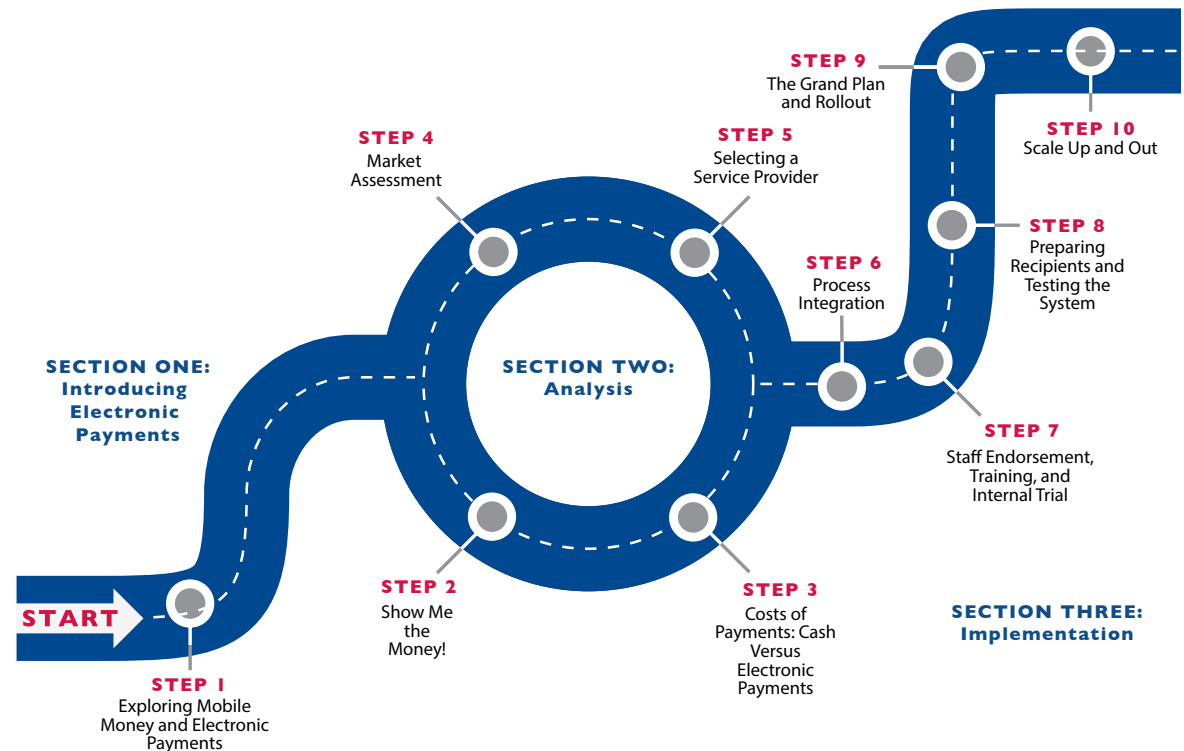 START
STEP 1
Exploring Mobile
Money and Electronic
Payments
SECTION ONE:
Introducing
Electronic
Payments
SECTION TWO:
Analysis
STEP 2
Show Me
the
Money!
STEP 3
Costs of
Payments: Cash
Versus
Electronic
Payments
STEP 4
Market
Assessment
STEP 5
Selecting a
Service Provider
SECTION THREE:
Implementation
STEP 6
Process
Integration
STEP 7
Staff Endorsement,
Training, and
Internal Trial
STEP 8
Preparing
Recipients and
Testing the
System
STEP 9
The Grand Plan
and Rollout
STEP 10
Scale Up and Out